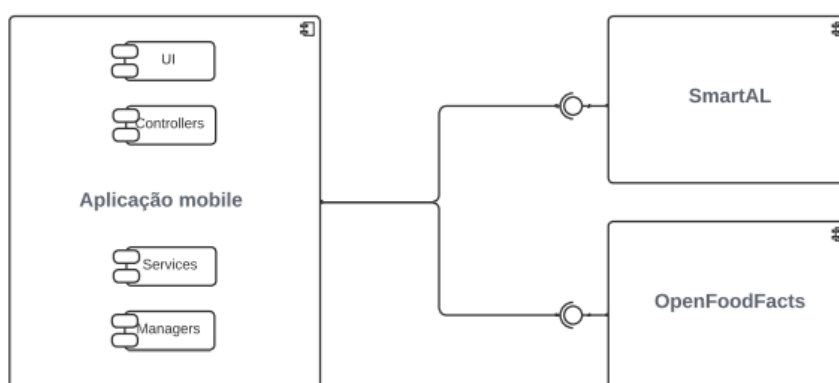 UI
Controllers
Aplicação mobile
Services
Managers
SmartAL
OpenFoodFacts